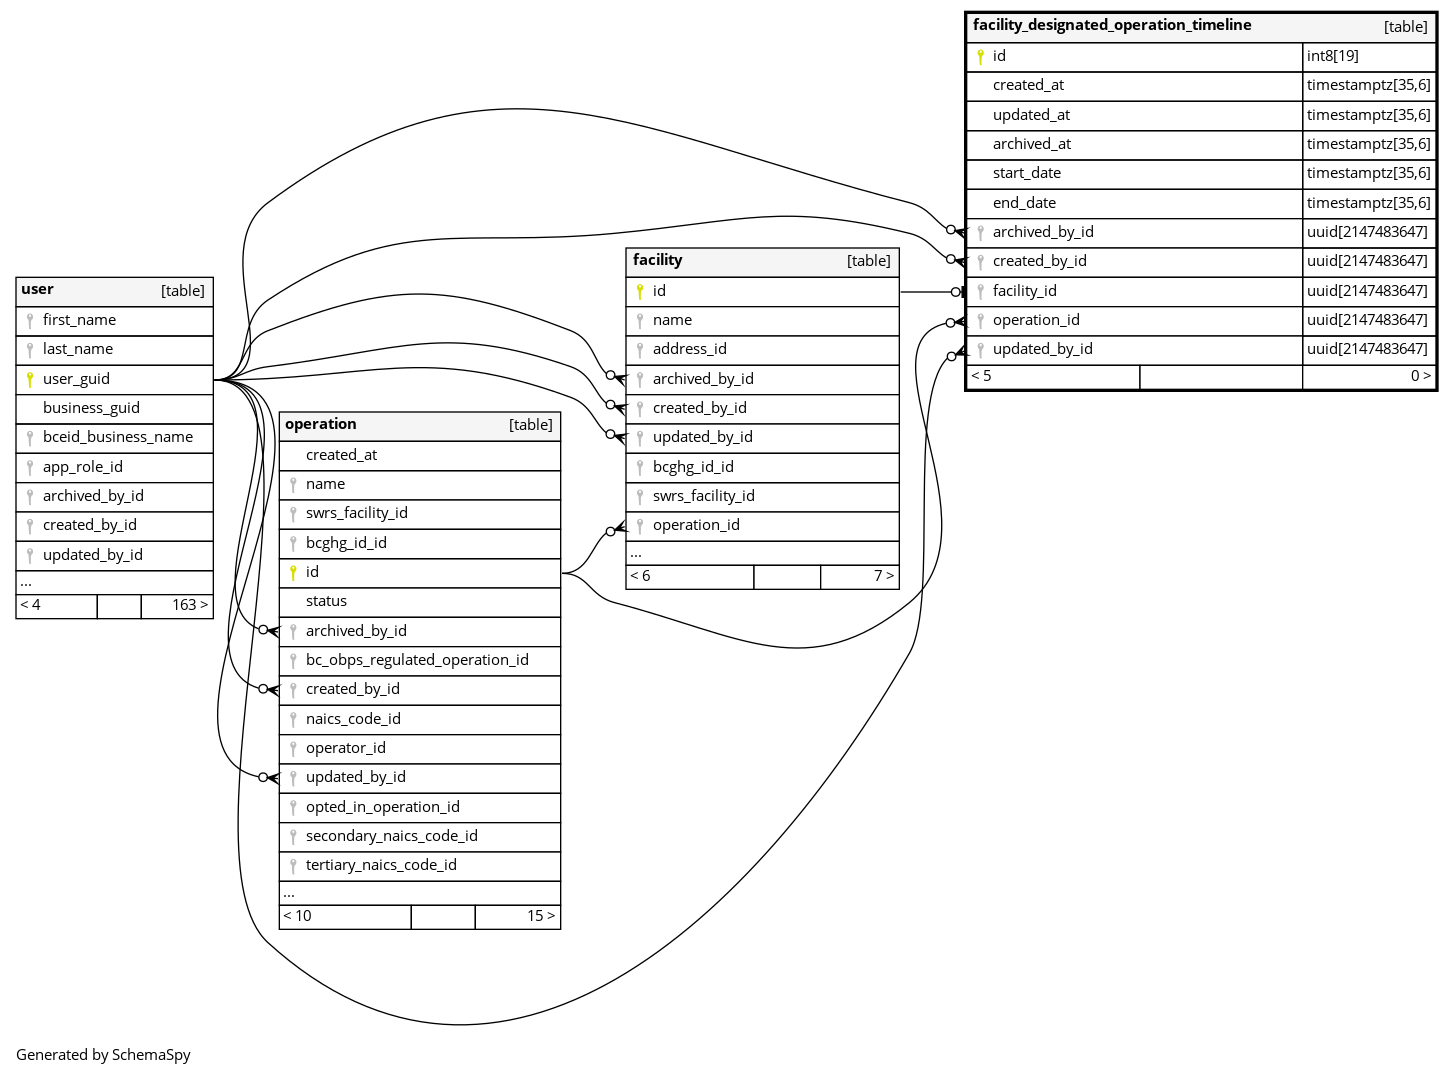 facility_designated_operation_timeline [table]
id int8[19]
created_at timestamptz[35,6]
updated_at timestamptz[35,6]
archived_at timestamptz[35,6]
start_date timestamptz[35,6]
end_date timestamptz[35,6]
archived_by_id uuid[2147483647]
created_by_id uuid[2147483647]
facility_id uuid[2147483647]
operation_id uuid[2147483647]
updated_by_id uuid[2147483647]
< 5 0 >
facility [table]
id
name
address_id
archived_by_id
created_by_id
updated_by_id
bcghg_id_id
swrs_facility_id
operation_id
...
< 6 7 >
user [table]
first_name
last_name
user_guid
business_guid
bceid_business_name
app_role_id
archived_by_id
created_by_id
updated_by_id
...
< 4 163 >
operation [table]
created_at
name
swrs_facility_id
bcghg_id_id
id
status
archived_by_id
bc_obps_regulated_operation_id
created_by_id
naics_code_id
operator_id
updated_by_id
opted_in_operation_id
secondary_naics_code_id
tertiary_naics_code_id
...
< 10 15 >
Generated by SchemaSpy